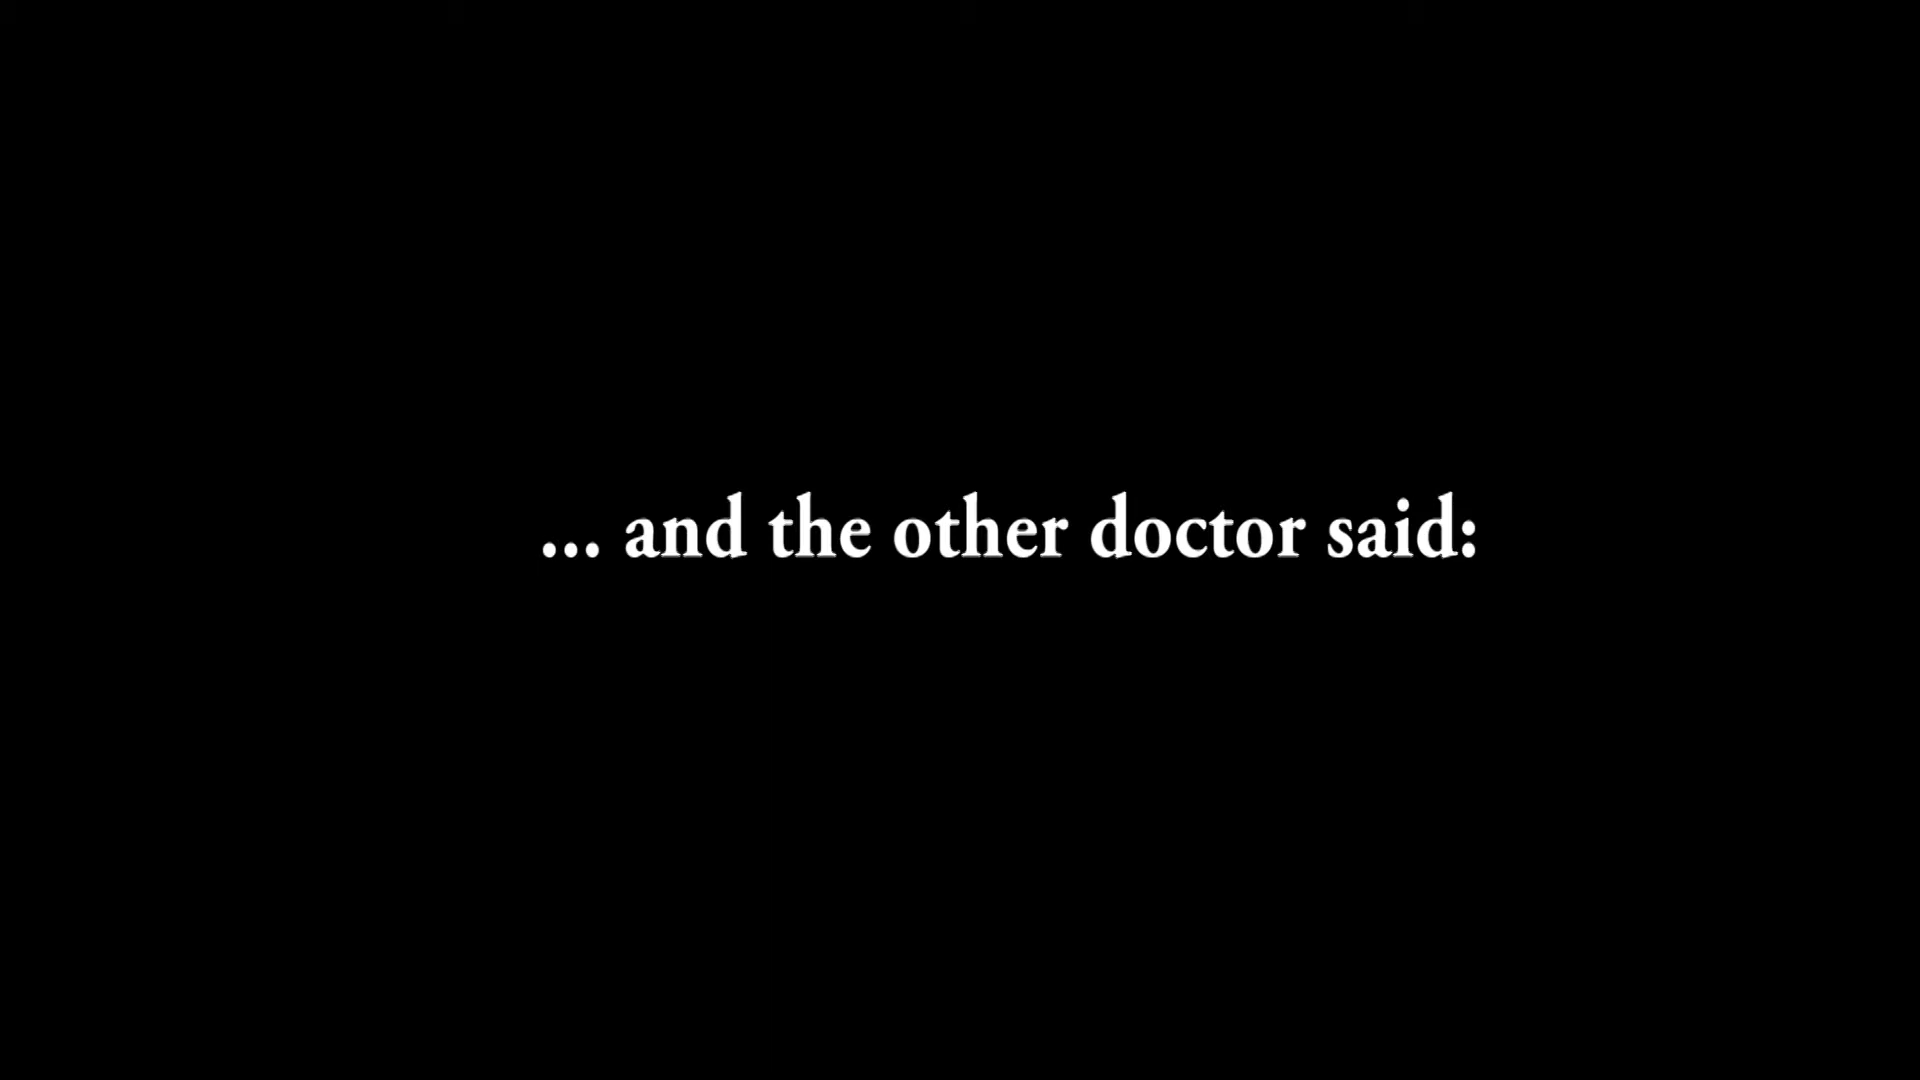 ... and the other doctor said: